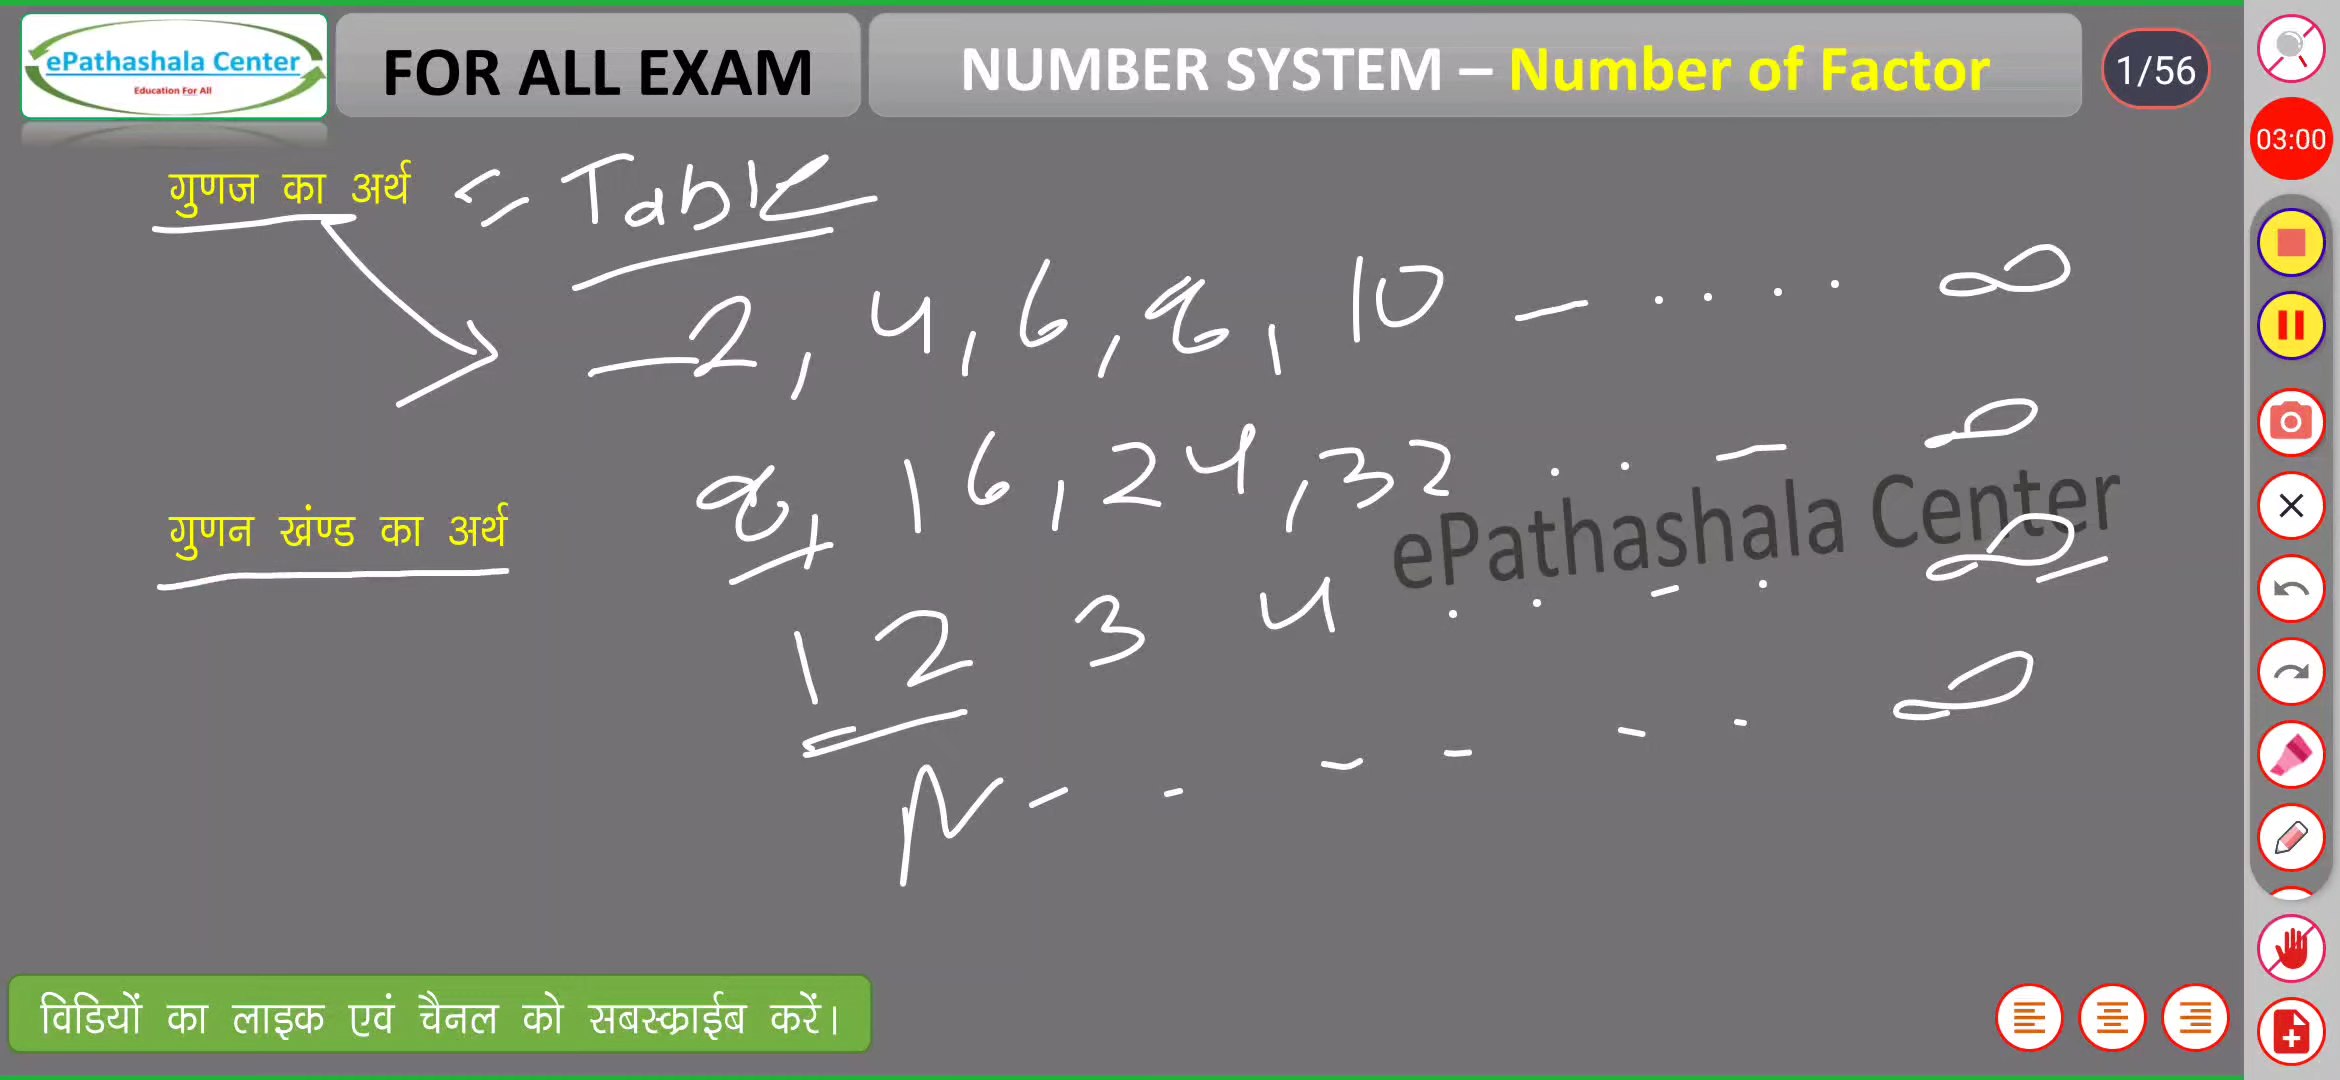 ePathashala Center
Education For All
FOR ALL EXAM
NUMBER SYSTEM – Number of Factor
1/56
03:00
गुणज का अर्थ = Table
2, 4, 6, 8, 10 – .... ∞
8, 16, 24, 32 .. – ∞
ePathashala Center
गुणन खंण्ड का अर्थ
1 2 3 4 . . - . ∞
N - - - - - - ∞
विडियों का लाइक एवं चैनल को सबस्क्राईब करें।